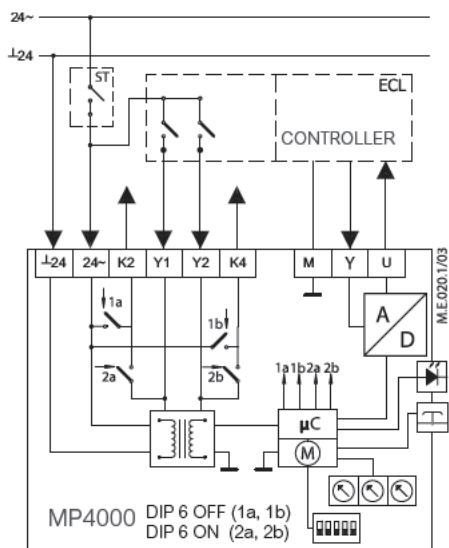 24~
⊥24
ST
ECL
CONTROLLER
⊥24 24~ K2 Y1 Y2 K4 M Y U
M.E.020.1/03
1a
1b
A
D
2a
2b
1a 1b 2a 2b
µC
M
MP4000
DIP 6 OFF (1a, 1b)
DIP 6 ON (2a, 2b)